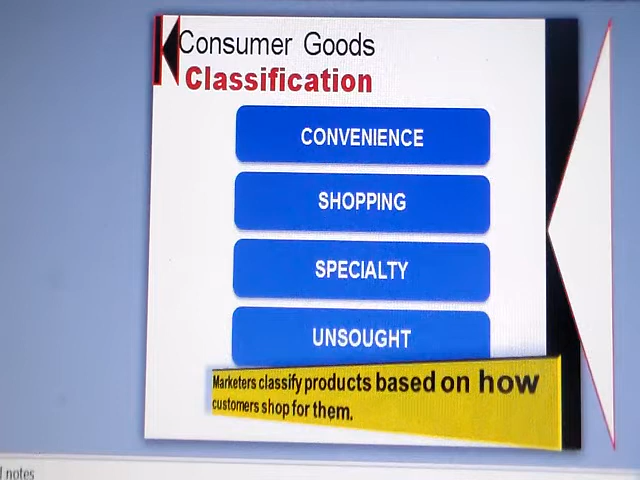 Consumer Goods
Classification
CONVENIENCE
SHOPPING
SPECIALTY
UNSOUGHT
Marketers classify products based on how
customers shop for them.
notes